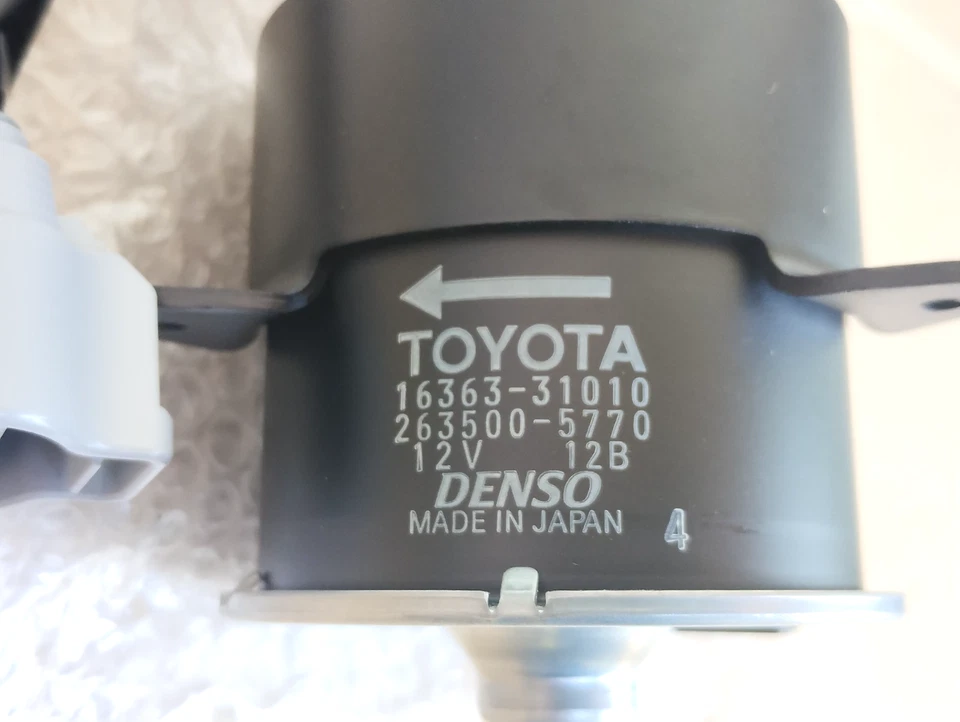 TOYOTA
16363-31010
263500-5770
12V 12B
DENSO
MADE IN JAPAN 4